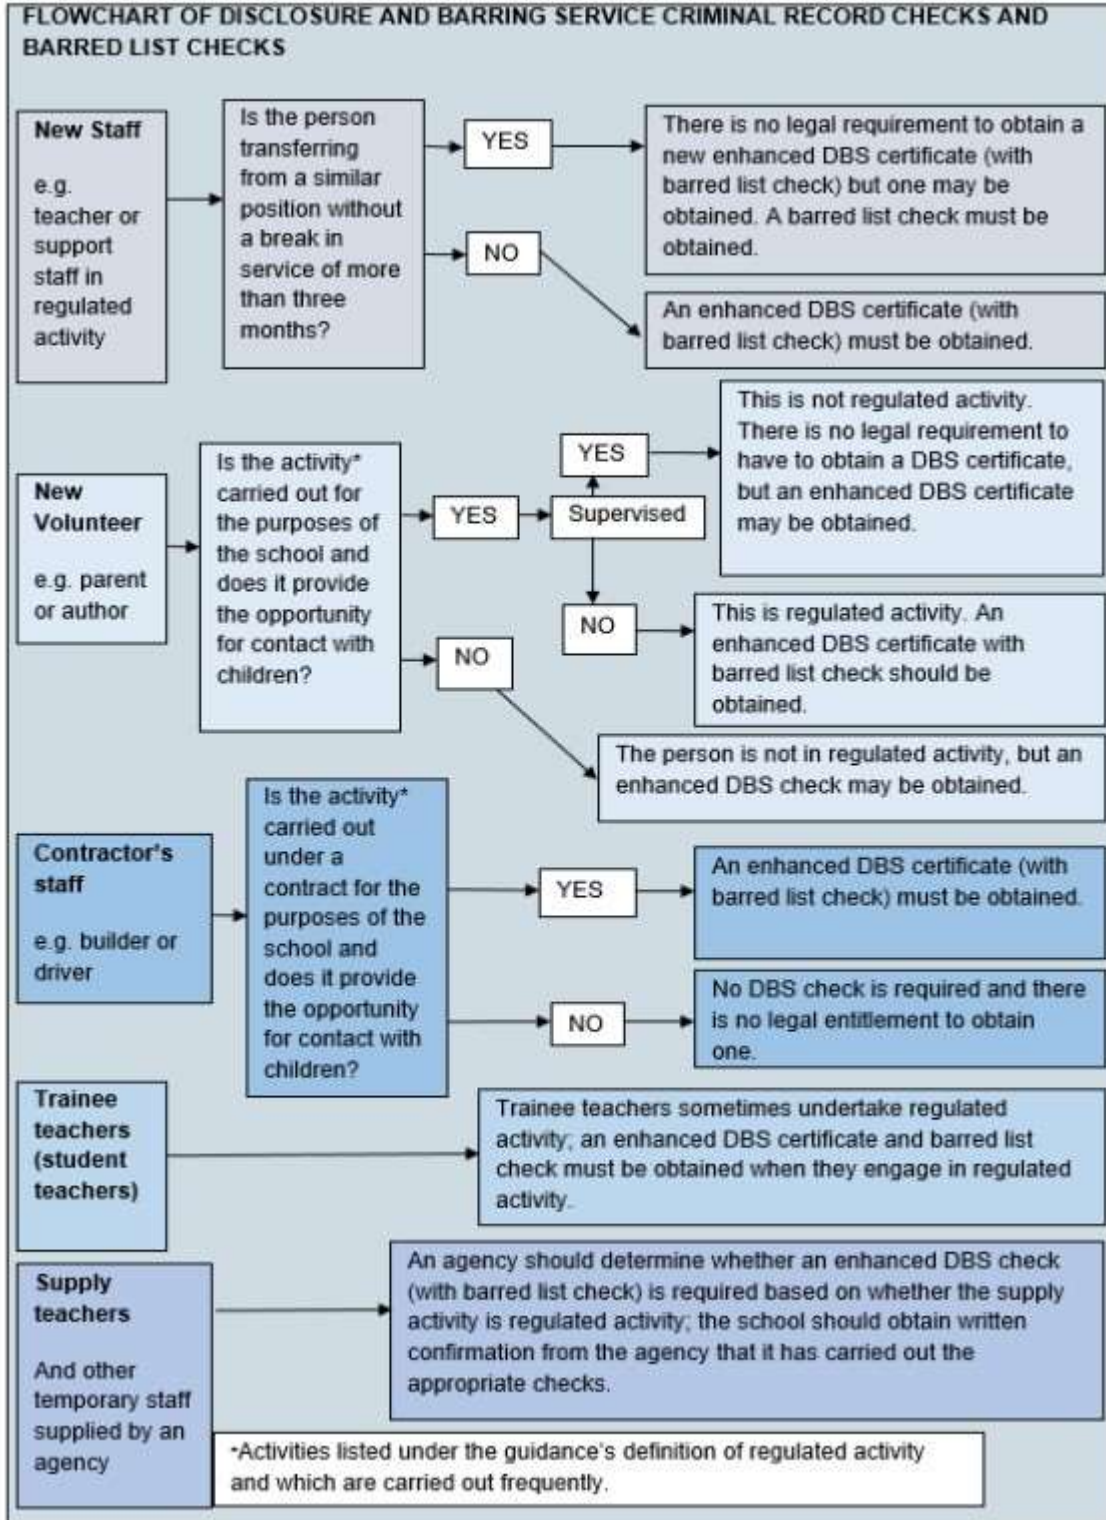 FLOWCHART OF DISCLOSURE AND BARRING SERVICE CRIMINAL RECORD CHECKS AND
BARRED LIST CHECKS
New Staff
e.g.
teacher or
support
staff in
regulated
activity
Is the person
transferring
from a similar
position without
a break in
service of more
than three
months?
YES
There is no legal requirement to obtain a
new enhanced DBS certificate (with
barred list check) but one may be
obtained. A barred list check must be
obtained.
NO
An enhanced DBS certificate (with
barred list check) must be obtained.
New
Volunteer
e.g. parent
or author
Is the activity*
carried out for
the purposes of
the school and
does it provide
the opportunity
for contact with
children?
YES
Supervised
YES
This is not regulated activity.
There is no legal requirement to
have to obtain a DBS certificate,
but an enhanced DBS certificate
may be obtained.
NO
This is regulated activity. An
enhanced DBS certificate with
barred list check should be
obtained.
NO
The person is not in regulated activity, but an
enhanced DBS check may be obtained.
Contractor's
staff
e.g. builder or
driver
Is the activity*
carried out
under a
contract for the
purposes of the
school and
does it provide
the opportunity
for contact with
children?
YES
An enhanced DBS certificate (with
barred list check) must be obtained.
NO
No DBS check is required and there
is no legal entitlement to obtain
one.
Trainee
teachers
(student
teachers)
Trainee teachers sometimes undertake regulated
activity; an enhanced DBS certificate and barred list
check must be obtained when they engage in regulated
activity.
Supply
teachers
And other
temporary staff
supplied by an
agency
An agency should determine whether an enhanced DBS check
(with barred list check) is required based on whether the supply
activity is regulated activity; the school should obtain written
confirmation from the agency that it has carried out the
appropriate checks.
*Activities listed under the guidance's definition of regulated activity
and which are carried out frequently.